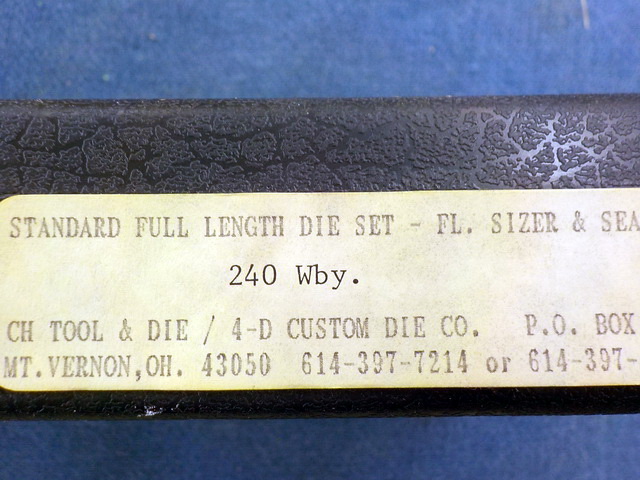 STANDARD FULL LENGTH DIE SET - FL. SIZER & SEA
240 Wby.
CH TOOL & DIE / 4-D CUSTOM DIE CO. P.O. BOX
MT.VERNON,OH. 43050 614-397-7214 or 614-397-